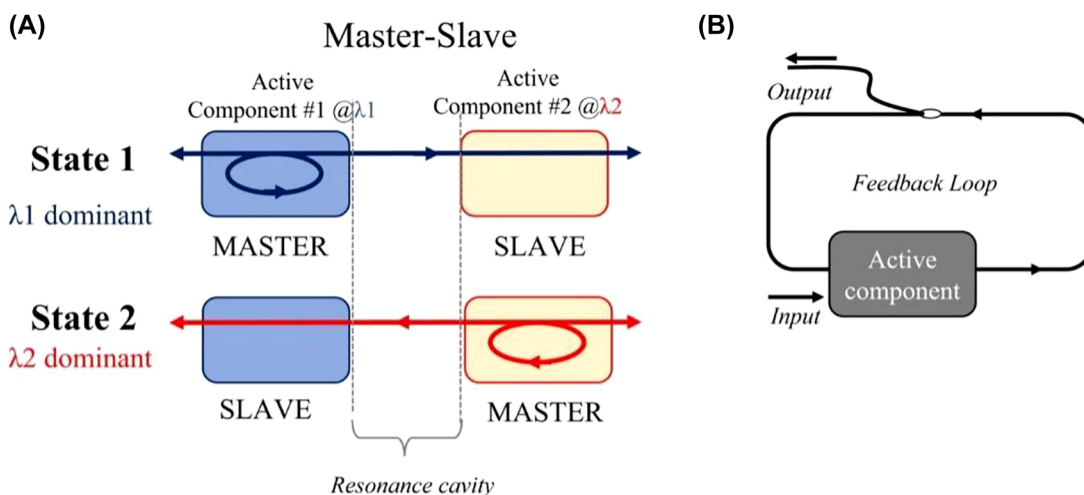 (A)
Master-Slave
Active
Component #1 @λ1
Active
Component #2 @λ2
State 1
λ1 dominant
MASTER
SLAVE
State 2
λ2 dominant
SLAVE
MASTER
Resonance cavity
(B)
Output
Feedback Loop
Active
component
Input